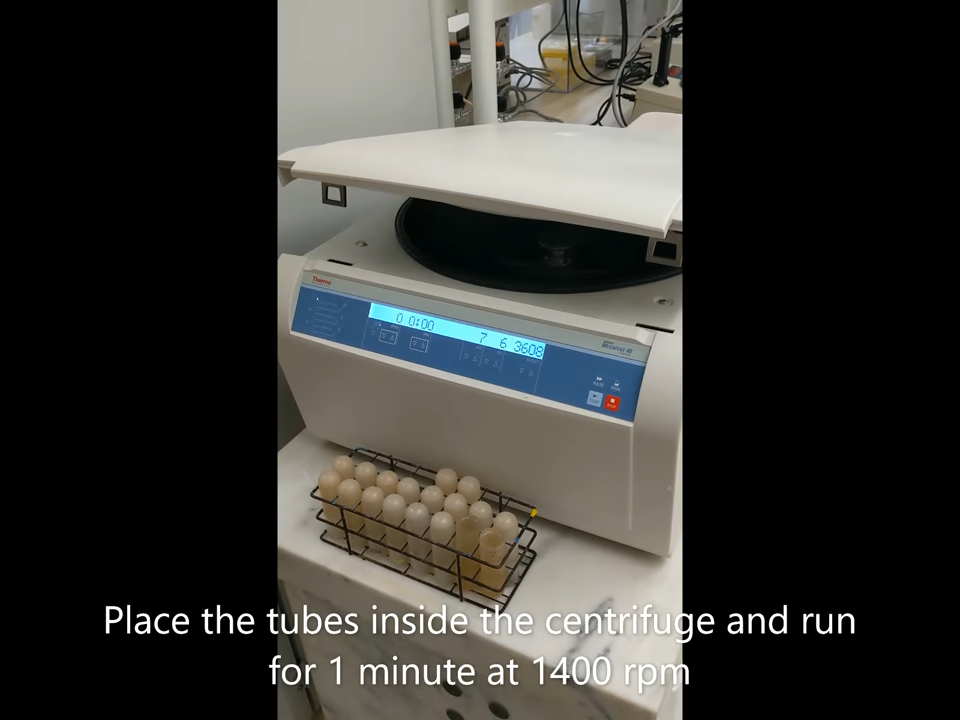 Thermo
0 0:00 7 6 3608
Place the tubes inside the centrifuge and run
for 1 minute at 1400 rpm